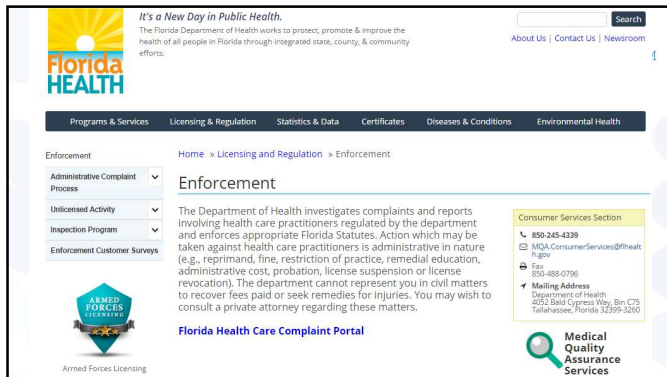 It's a New Day in Public Health.
The Florida Department of Health works to protect, promote & improve the
health of all people in Florida through integrated state, county, & community
efforts.
Florida
HEALTH
Search
About Us | Contact Us | Newsroom
Programs & Services
Licensing & Regulation
Statistics & Data
Certificates
Diseases & Conditions
Environmental Health
Enforcement
Administrative Complaint
Process
Unlicensed Activity
Inspection Program
Enforcement Customer Surveys
ARMED
FORCES
LICENSING
Armed Forces Licensing
Home » Licensing and Regulation » Enforcement
Enforcement
The Department of Health investigates complaints and reports
involving health care practitioners regulated by the department
and enforces appropriate Florida Statutes. Action which may be
taken against health care practitioners is administrative in nature
(e.g., reprimand, fine, restriction of practice, remedial education,
administrative cost, probation, license suspension or license
revocation). The department cannot represent you in civil matters
to recover fees paid or seek remedies for injuries. You may wish to
consult a private attorney regarding these matters.
Florida Health Care Complaint Portal
Consumer Services Section
850-245-4339
MQA.ConsumerServices@flhealt
h.gov
Fax
850-488-0796
Mailing Address
Department of Health
4052 Bald Cypress Way, Bin C75
Tallahassee, Florida 32399-3260
Medical
Quality
Assurance
Services